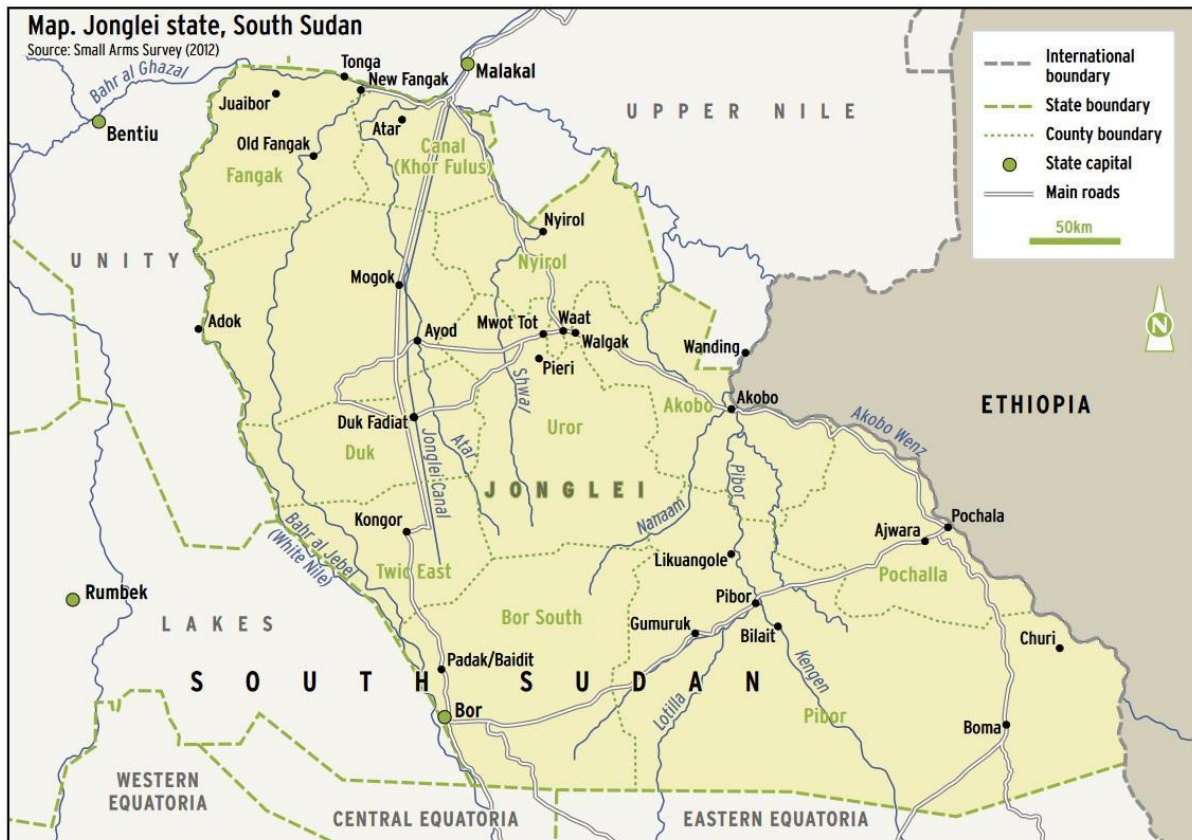 Map. Jonglei state, South Sudan
Source: Small Arms Survey (2012)
International
boundary
State boundary
County boundary
State capital
Main roads
50km
N
Bahr al Ghazal
Tonga
New Fangak
Malakal
Juaibor
Bentiu
Atar
Old Fangak
Canal
(Khor Fulus)
Fangak
UPPER NILE
UNITY
Nyirol
Nyirol
Mogok
Adok
Ayod
Mwot Tot
Waat
Walgak
Pieri
Wanding
Shwai
Akobo
Akobo
ETHIOPIA
Akobo Wenz
Duk Fadiat
Uror
Duk
Atar
Jonglei Canal
JONGLEI
Pibor
Nanaam
Kongor
Bahr al Jebel
(White Nile)
Pochala
Ajwara
Likuangole
Twic East
Pochalla
Rumbek
LAKES
Bor South
Pibor
Gumuruk
Bilait
Churi
Padak/Baidit
SOUTH SUDAN
Kengen
Lotilla
Bor
Pibor
Boma
WESTERN
EQUATORIA
CENTRAL EQUATORIA
EASTERN EQUATORIA